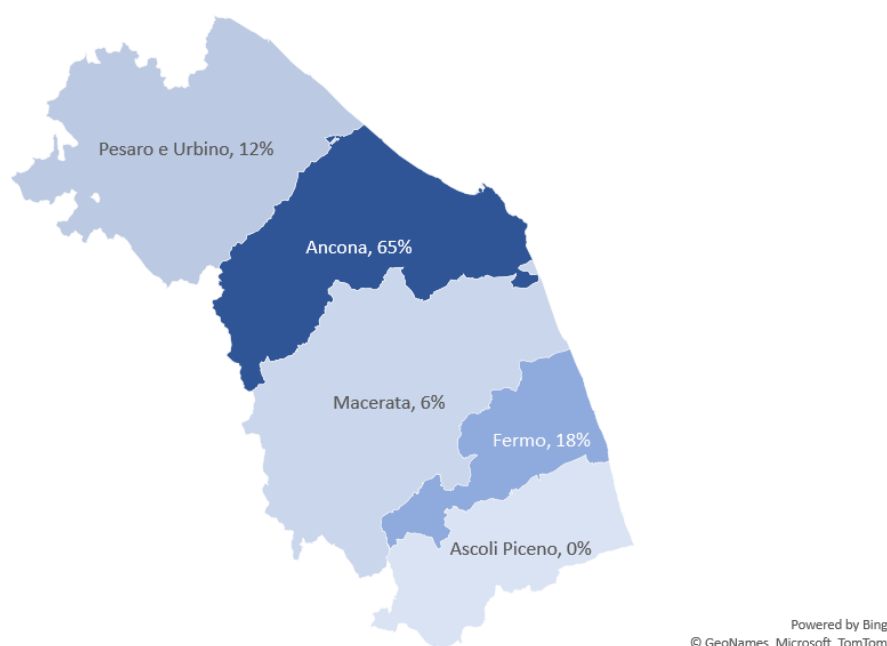 Pesaro e Urbino, 12%
Ancona, 65%
Macerata, 6%
Fermo, 18%
Ascoli Piceno, 0%
Powered by Bing
© GeoNames, Microsoft, TomTom